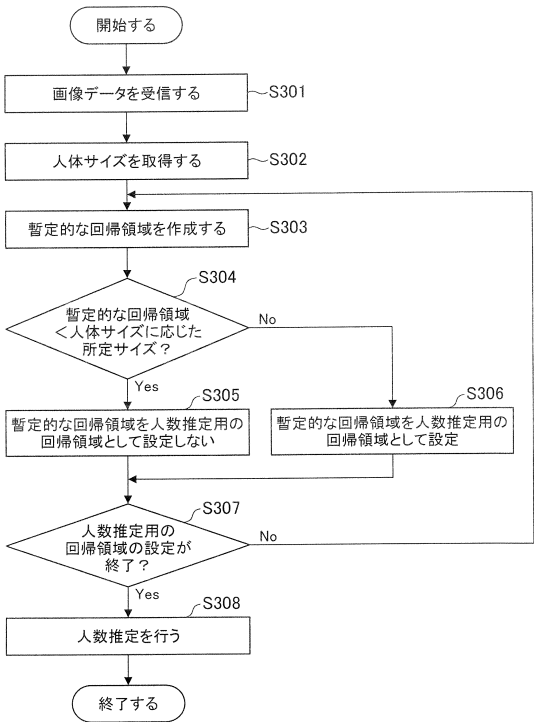 開始する
画像データを受信する
S301
人体サイズを取得する
S302
暫定的な回帰領域を作成する
S303
S304
暫定的な回帰領域
<人体サイズに応じた
所定サイズ?
No
Yes
S305
暫定的な回帰領域を人数推定用の
回帰領域として設定しない
S306
暫定的な回帰領域を人数推定用の
回帰領域として設定
S307
人数推定用の
回帰領域の設定が
終了?
No
Yes
S308
人数推定を行う
終了する